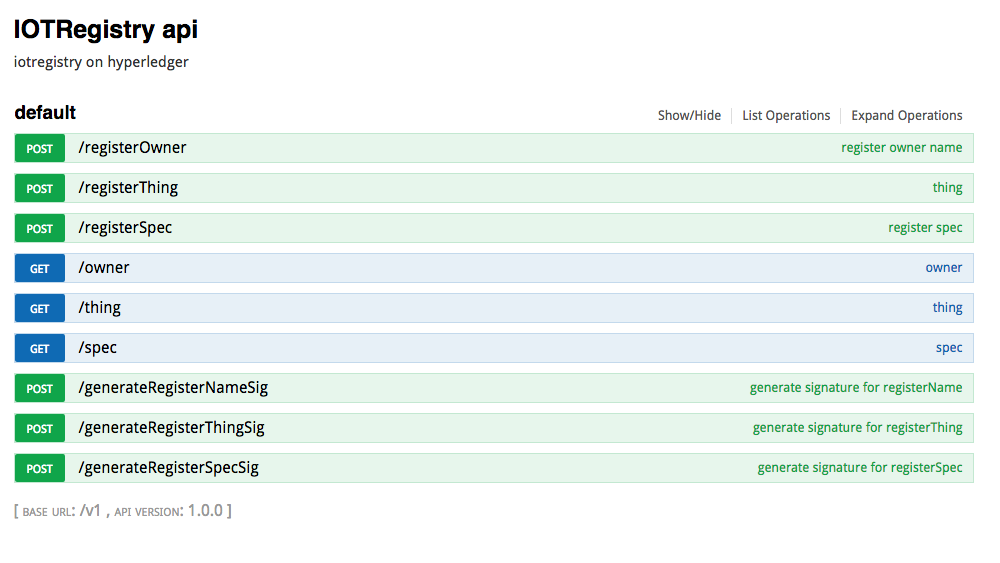 IOTRegistry api
iotregistry on hyperledger
default Show/Hide List Operations Expand Operations
POST /registerOwner register owner name
POST /registerThing thing
POST /registerSpec register spec
GET /owner owner
GET /thing thing
GET /spec spec
POST /generateRegisterNameSig generate signature for registerName
POST /generateRegisterThingSig generate signature for registerThing
POST /generateRegisterSpecSig generate signature for registerSpec
[ BASE URL: /v1 , API VERSION: 1.0.0 ]